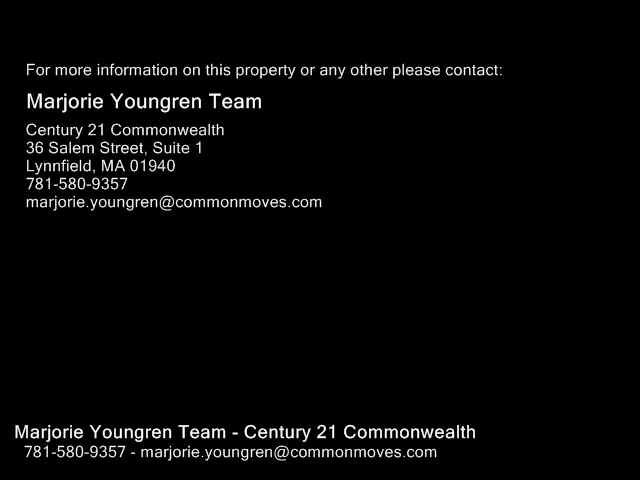 For more information on this property or any other please contact:
Marjorie Youngren Team
Century 21 Commonwealth
36 Salem Street, Suite 1
Lynnfield, MA 01940
781-580-9357
marjorie.youngren@commonmoves.com
Marjorie Youngren Team - Century 21 Commonwealth
781-580-9357 - marjorie.youngren@commonmoves.com